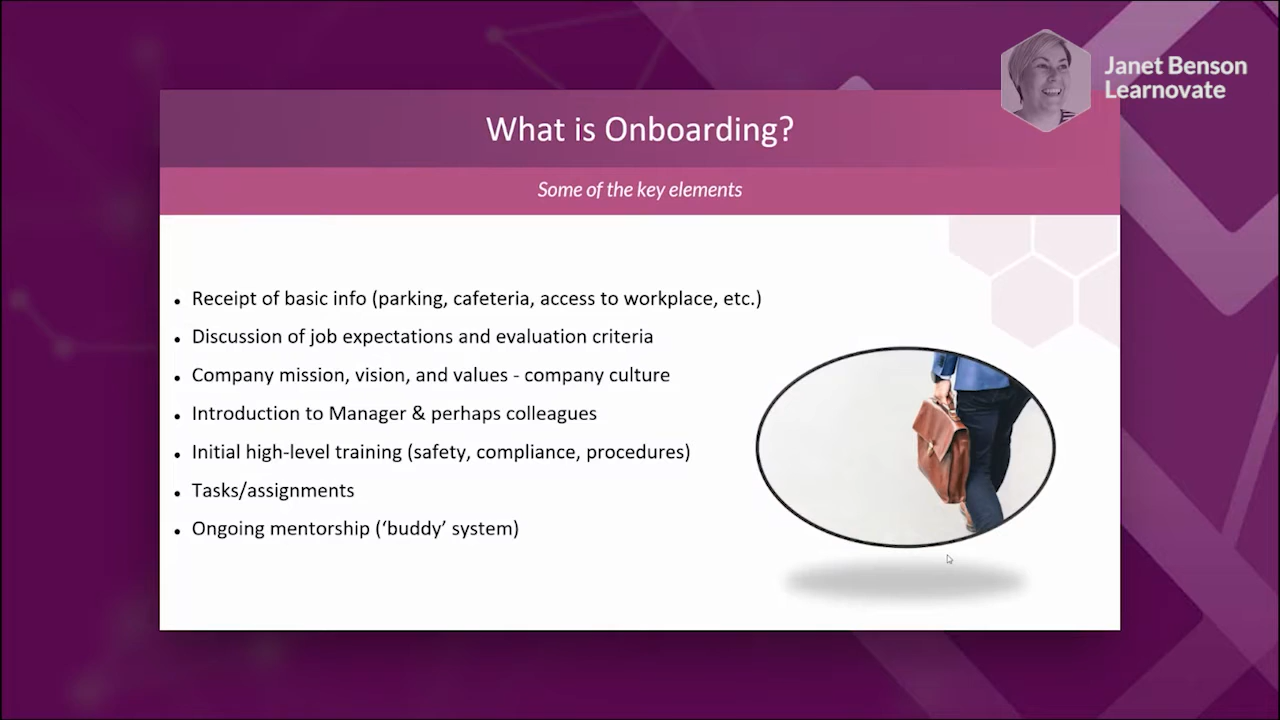 Janet Benson
Learnovate
What is Onboarding?
Some of the key elements
• Receipt of basic info (parking, cafeteria, access to workplace, etc.)
• Discussion of job expectations and evaluation criteria
• Company mission, vision, and values - company culture
• Introduction to Manager & perhaps colleagues
• Initial high-level training (safety, compliance, procedures)
• Tasks/assignments
• Ongoing mentorship (‘buddy’ system)